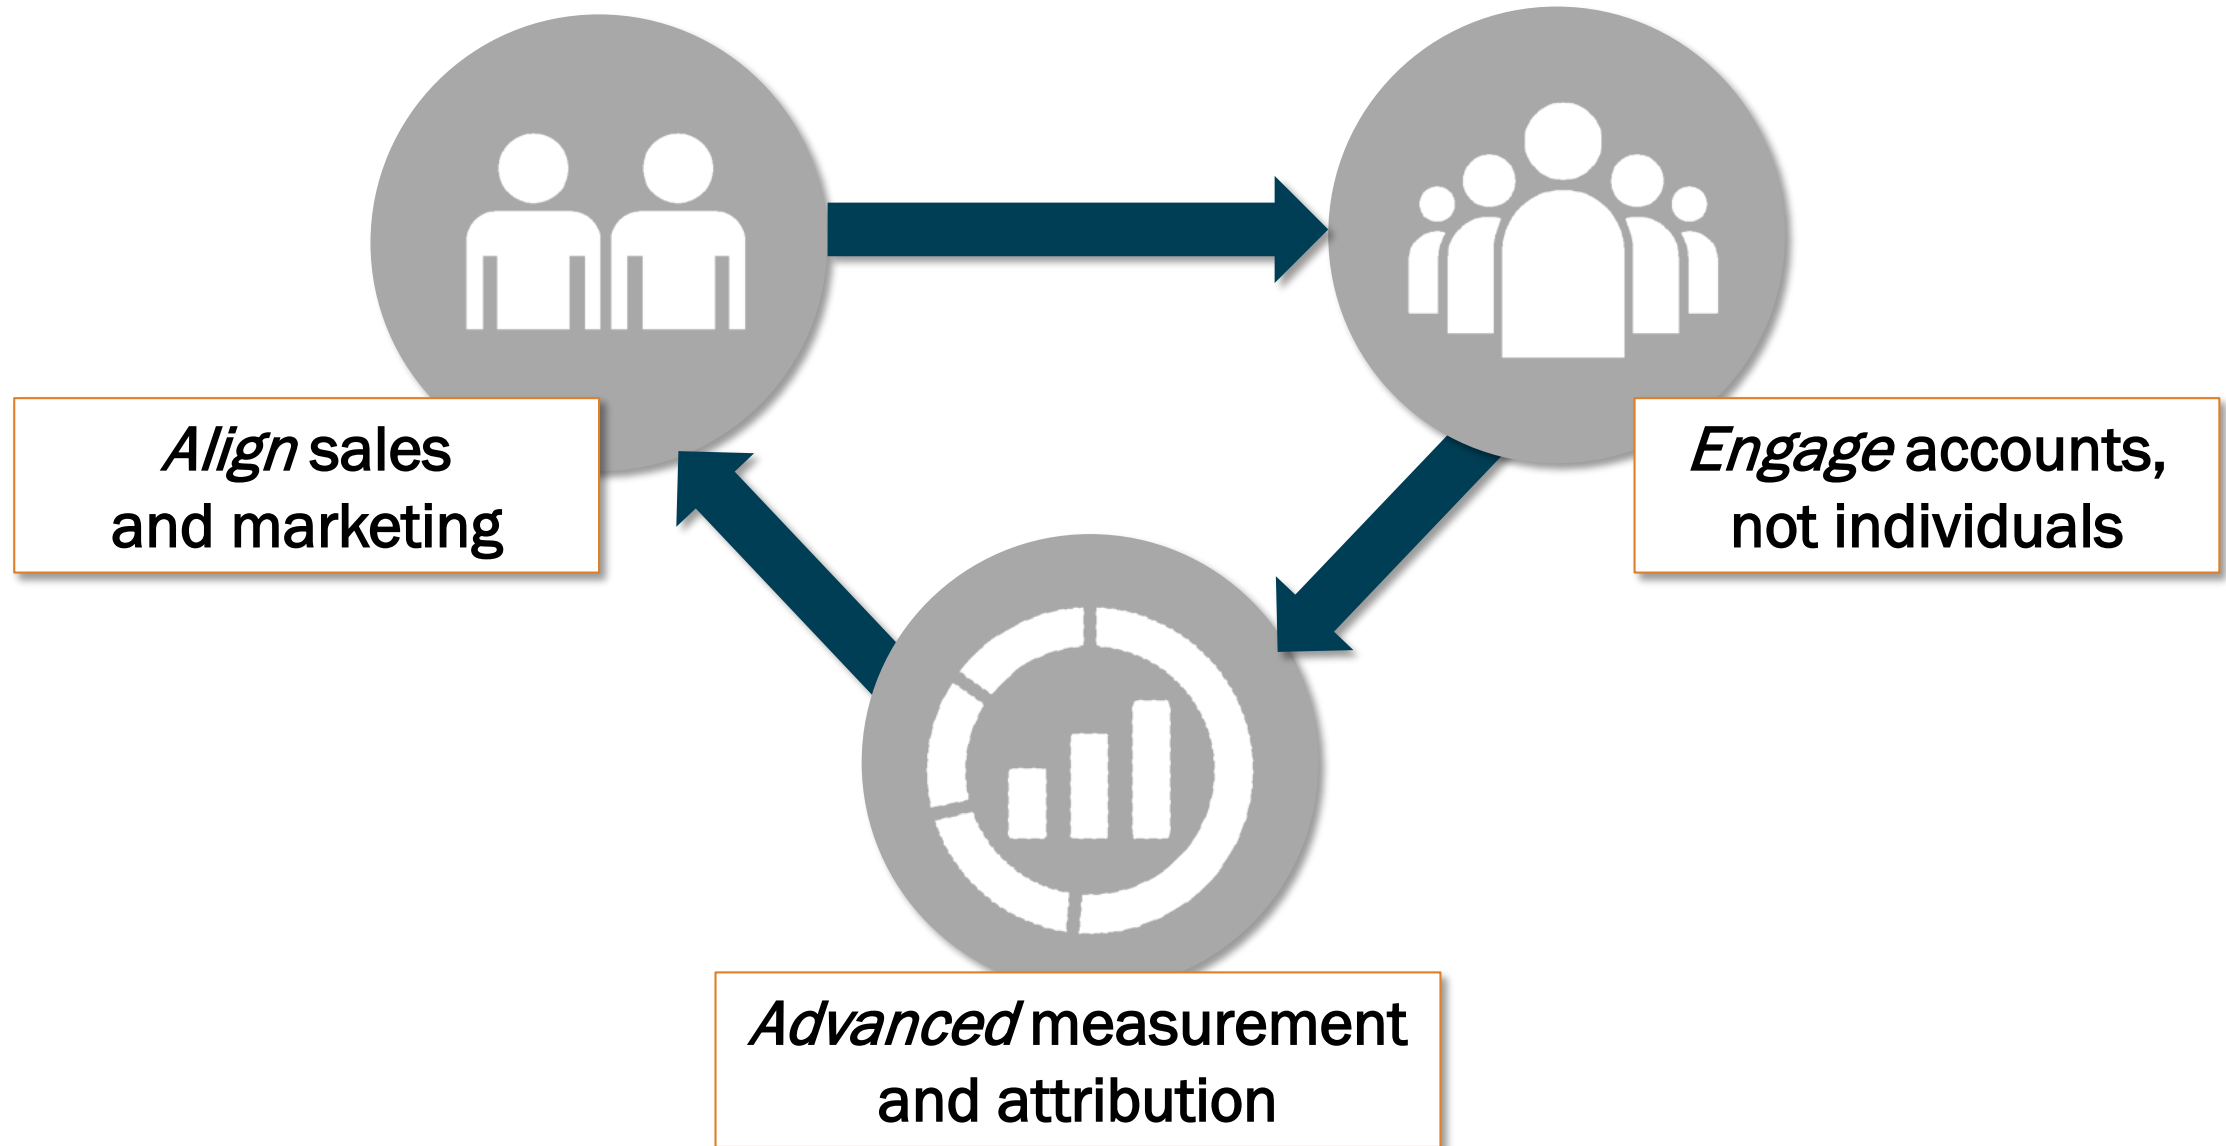 Align sales
and marketing
Engage accounts,
not individuals
Advanced measurement
and attribution